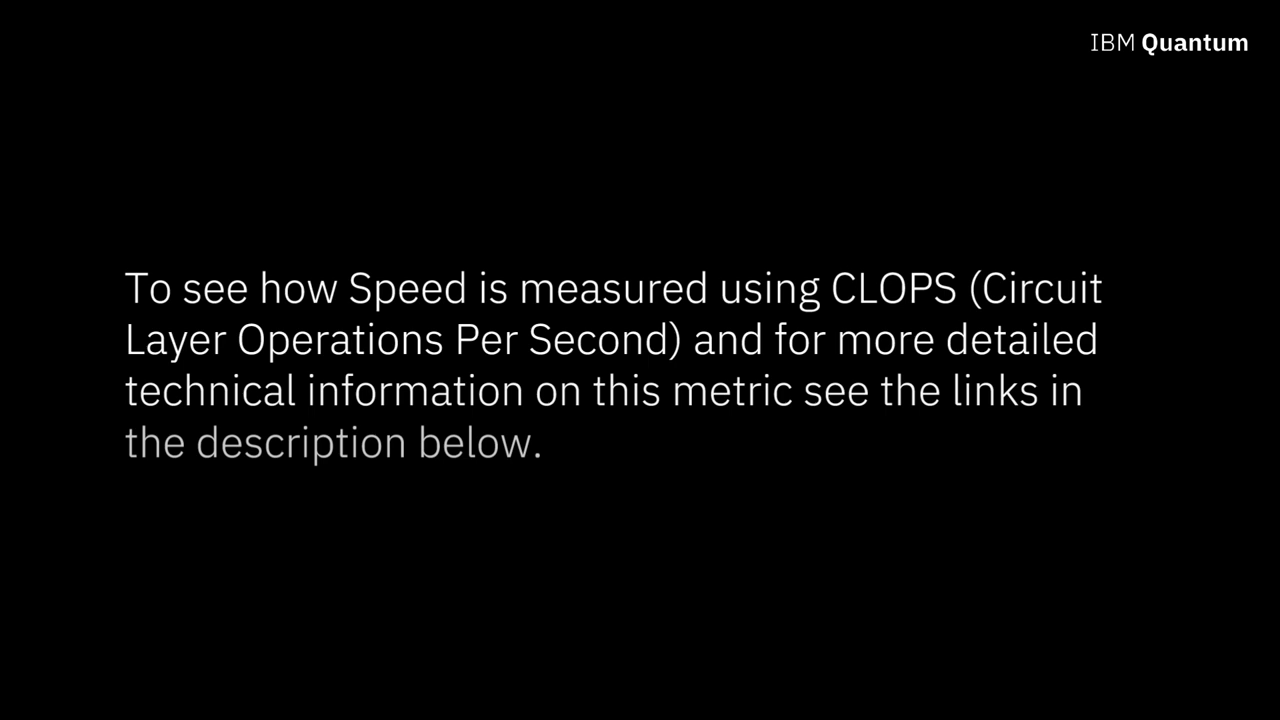 IBM Quantum
To see how Speed is measured using CLOPS (Circuit
Layer Operations Per Second) and for more detailed
technical information on this metric see the links in
the description below.